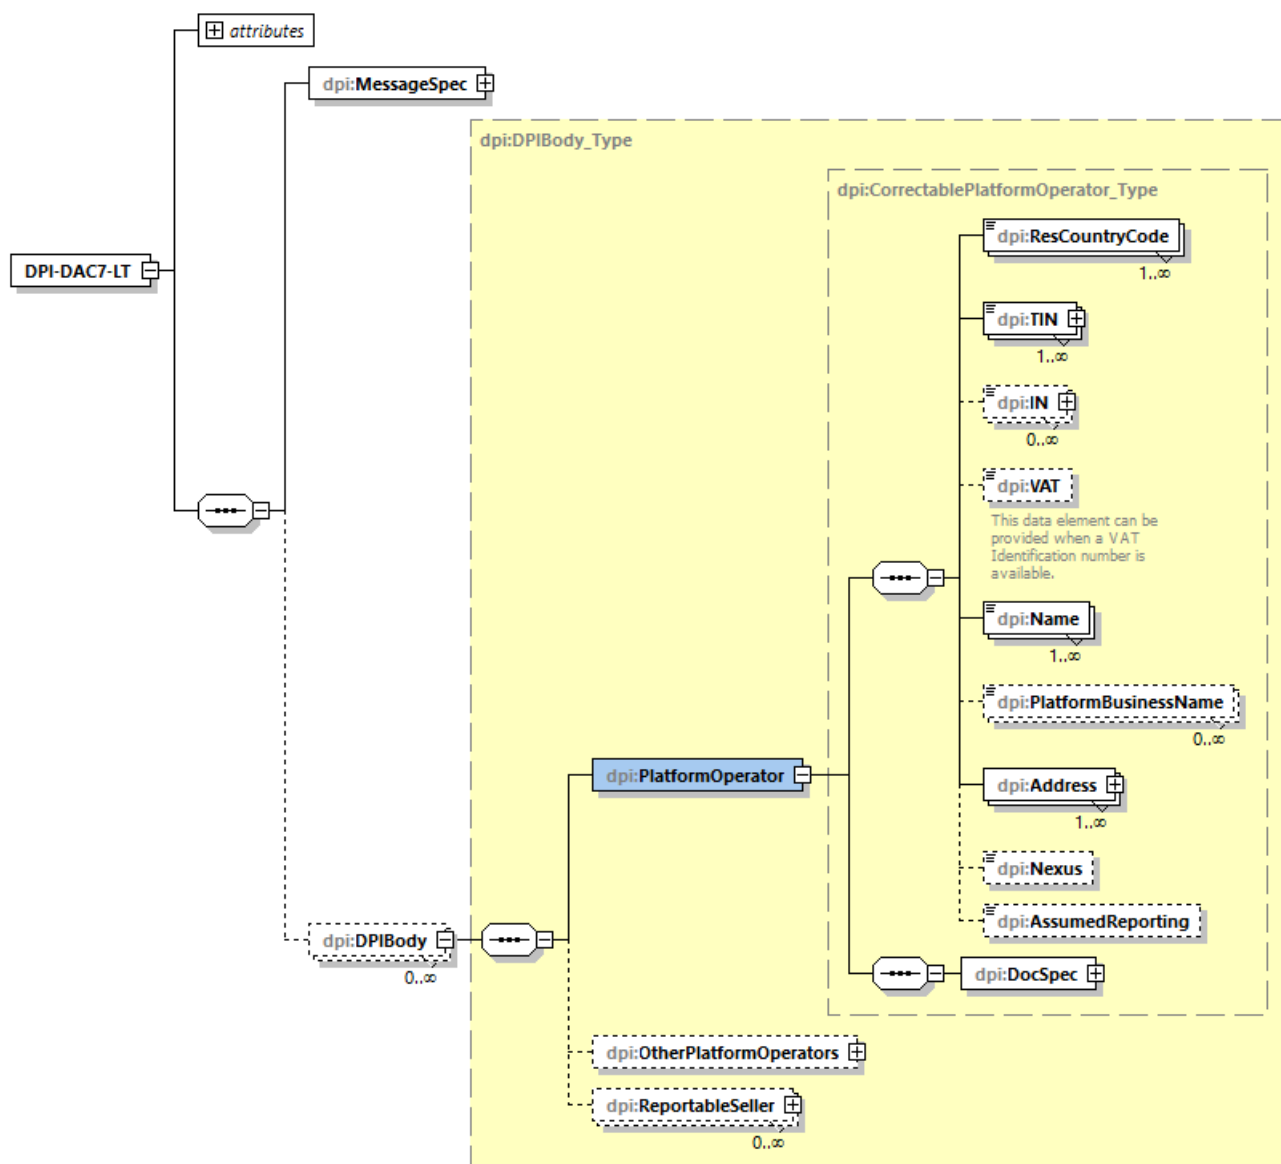 attributes
dpi:MessageSpec
dpi:DPIBody_Type
dpi:CorrectablePlatformOperator_Type
dpi:ResCountryCode
1..∞
DPI-DAC7-LT
dpi:TIN
1..∞
dpi:IN
0..∞
dpi:VAT
This data element can be
provided when a VAT
Identification number is
available.
dpi:Name
1..∞
dpi:PlatformBusinessName
0..∞
dpi:PlatformOperator
dpi:Address
1..∞
dpi:Nexus
dpi:AssumedReporting
dpi:DPIBody
0..∞
dpi:DocSpec
dpi:OtherPlatformOperators
dpi:ReportableSeller
0..∞